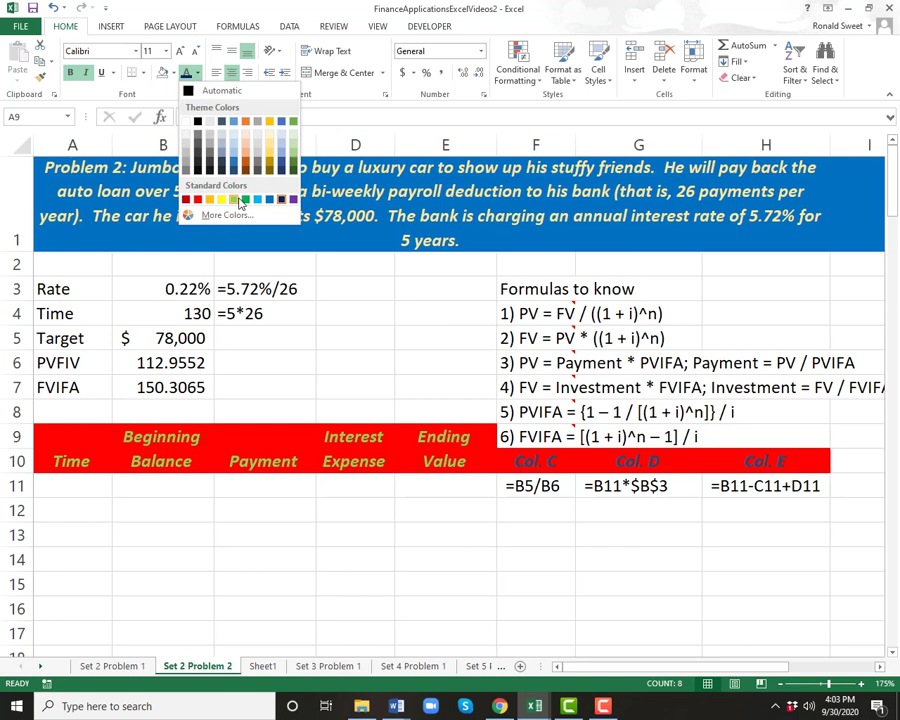 FinanceApplicationsExcelVideos2 - Excel
FILE HOME INSERT PAGE LAYOUT FORMULAS DATA REVIEW VIEW DEVELOPER Ronald Sweet
Calibri 11 Wrap Text General AutoSum
Paste B I U Merge & Center $ % Conditional Formatting Format as Table Cell Styles Insert Delete Format Fill Clear Sort & Filter Find & Select
Clipboard Font Alignment Number Styles Cells Editing
Automatic
Theme Colors
Standard Colors
More Colors...
A9 fx
A B D E F G H I
1 Problem 2: Jumbo to buy a luxury car to show up his stuffy friends. He will pay back the
auto loan over 5 a bi-weekly payroll deduction to his bank (that is, 26 payments per
year). The car he $78,000. The bank is charging an annual interest rate of 5.72% for
5 years.
2
3 Rate 0.22% =5.72%/26 Formulas to know
4 Time 130 =5*26 1) PV = FV / ((1 + i)^n)
5 Target $ 78,000 2) FV = PV * ((1 + i)^n)
6 PVFIV 112.9552 3) PV = Payment * PVIFA; Payment = PV / PVIFA
7 FVIFA 150.3065 4) FV = Investment * FVIFA; Investment = FV / FVIFA
8 5) PVIFA = {1 – 1 / [(1 + i)^n]} / i
9 Beginning Interest Ending 6) FVIFA = [(1 + i)^n – 1] / i
10 Time Balance Payment Expense Value Col. C Col. D Col. E
11 =B5/B6 =B11*$B$3 =B11-C11+D11
12
13
14
15
16
17
Set 2 Problem 1 Set 2 Problem 2 Sheet1 Set 3 Problem 1 Set 4 Problem 1 Set 5 F ...
READY COUNT: 8 175%
Type here to search 4:03 PM
9/30/2020